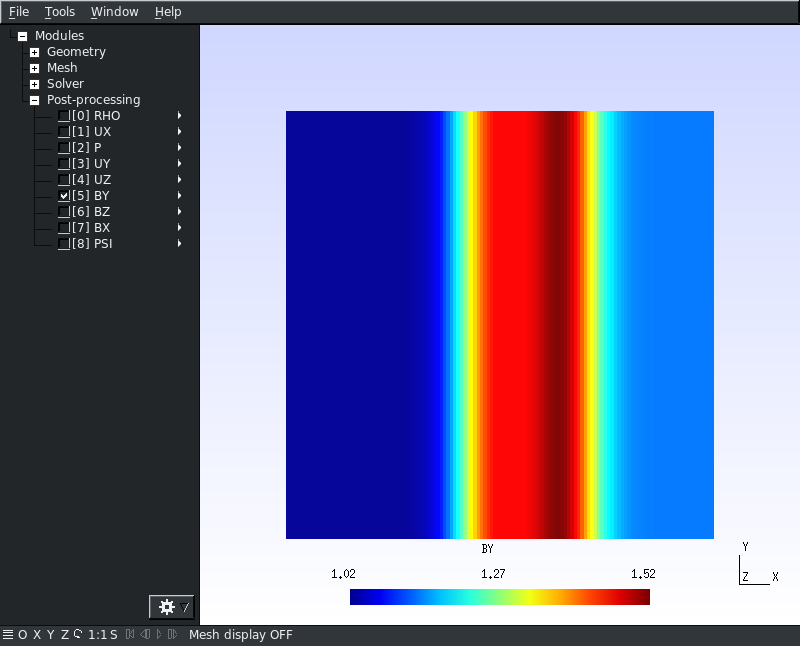 File Tools Window Help
Modules
Geometry
Mesh
Solver
Post-processing
[0] RHO
[1] UX
[2] P
[3] UY
[4] UZ
[5] BY
[6] BZ
[7] BX
[8] PSI
BY
1.02 1.27 1.52
Y
Z X
O X Y Z 1:1 S Mesh display OFF